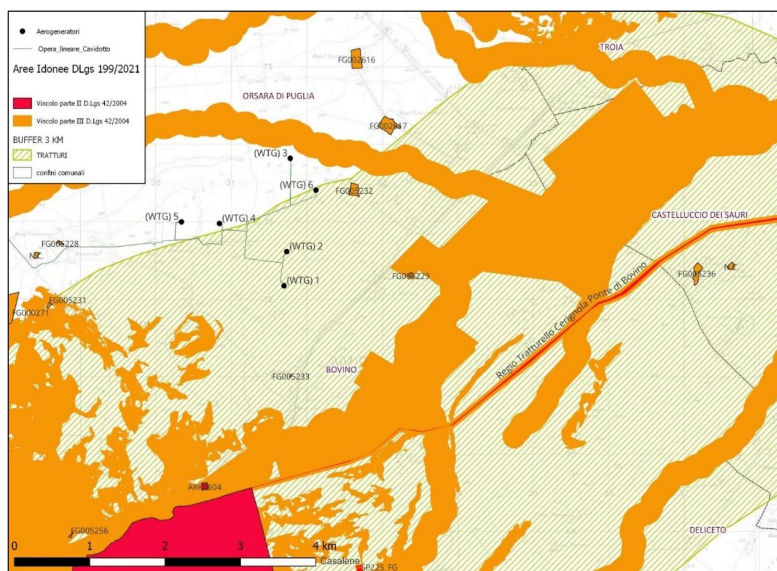 Aerogeneratori
Opera_lineare_Cavidotto
Aree Idonee DLgs 199/2021
Vincolo parte II D.Lgs 42/2004
Vincolo parte III D.Lgs 42/2004
BUFFER 3 KM
TRATTURI
confini comunali
TROIA
FG002616
ORSARA DI PUGLIA
(WTG) 3
(WTG) 6
FG005232
(WTG) 5
(WTG) 4
CASTELLUCCIO DEI SAURI
FG005228
(WTG) 2
FG005229
FG005236
(WTG) 1
FG005231
FG000271
Regio Tratturello Cerignola Ponte di Bovino
BOVINO
FG005233
FG005256
DELICETO
0 1 2 3 4 km
Casalene